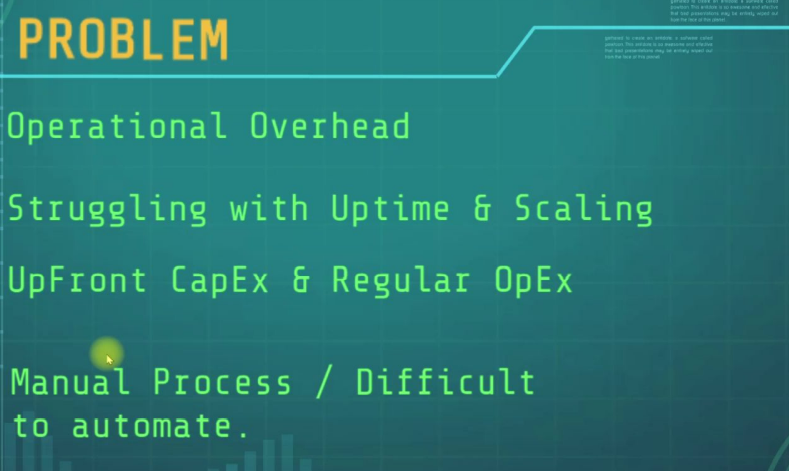 PROBLEM
Operational Overhead
Struggling with Uptime & Scaling
UpFront CapEx & Regular OpEx
Manual Process / Difficult
to automate.